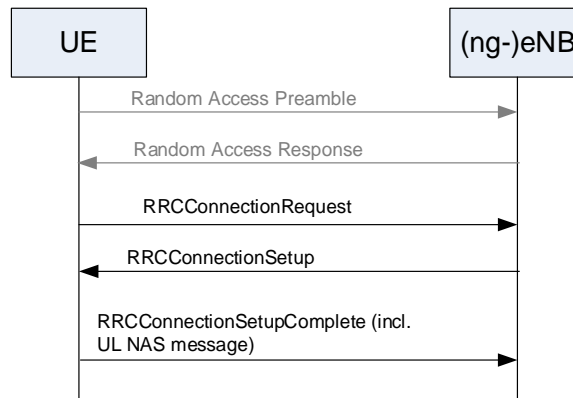 UE
(ng-)eNB
Random Access Preamble
Random Access Response
RRCConnectionRequest
RRCConnectionSetup
RRCConnectionSetupComplete (incl.
UL NAS message)